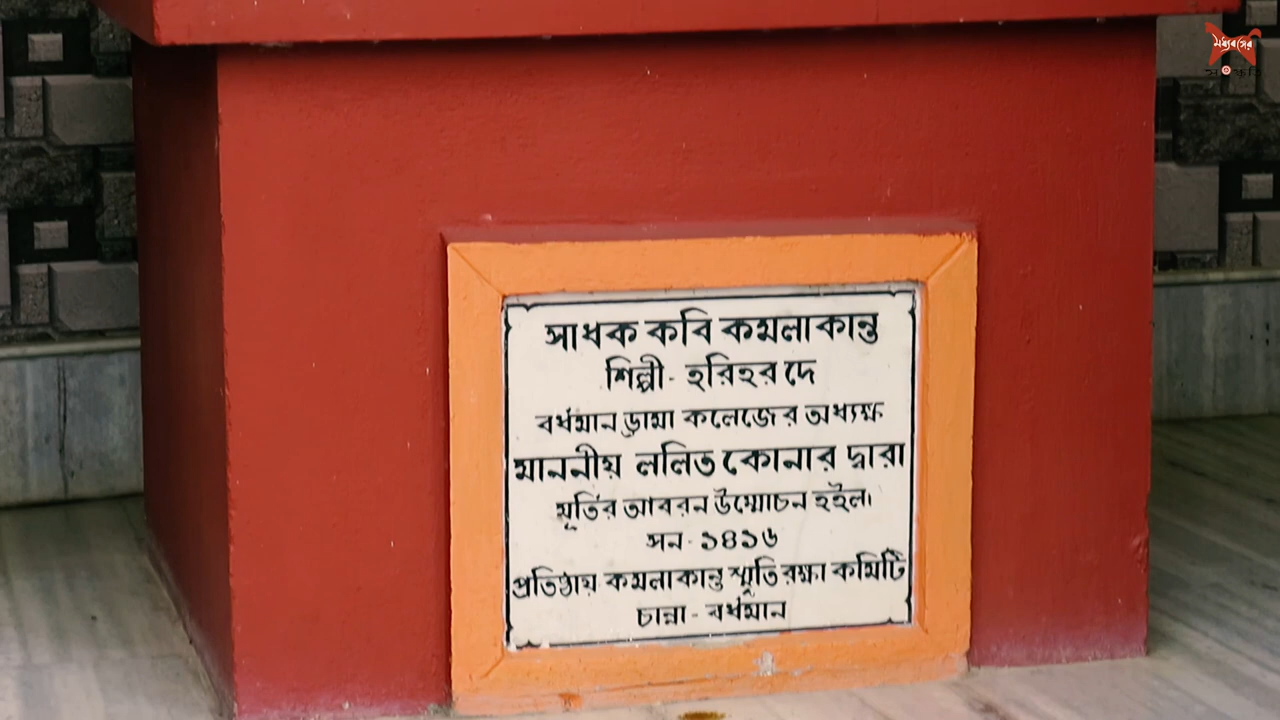 সাধক কবি কমলাকান্ত
শিল্পী - হরিহর দে
বর্ধমান ড্রামা কলেজের অধ্যক্ষ
মাননীয় ললিত কোনার দ্বারা
মূর্তির আবরন উম্মোচন হইল।
সন - ১৪১৬
প্রতিষ্ঠায় কমলাকান্ত স্মৃতি রক্ষা কমিটি
চান্না - বর্ধমান